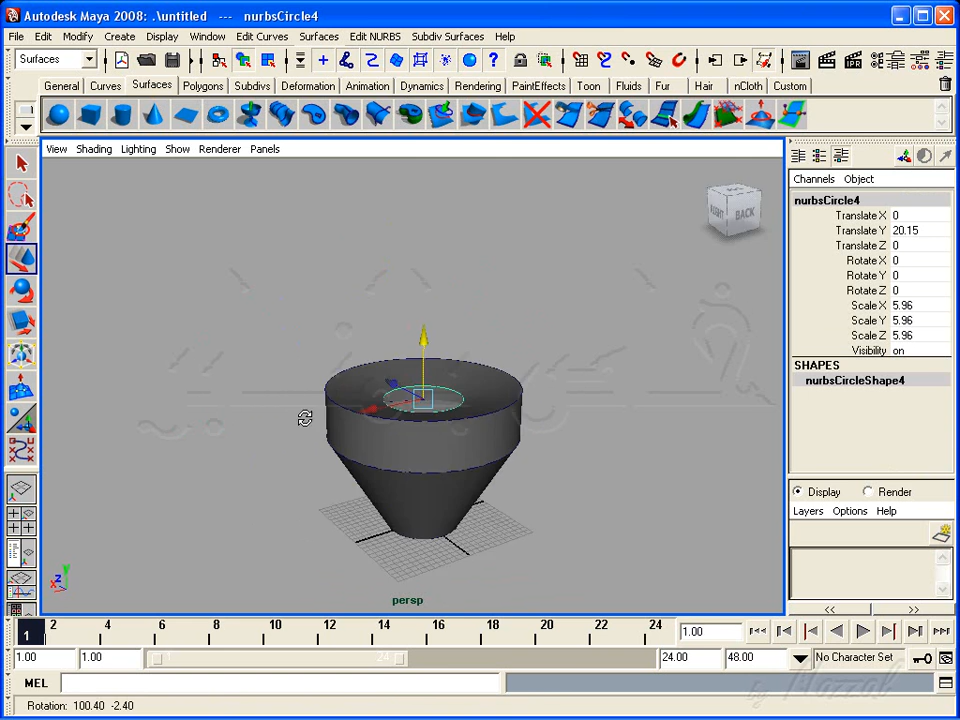 Autodesk Maya 2008: .\untitled   ---   nurbsCircle4
File Edit Modify Create Display Window Edit Curves Surfaces Edit NURBS Subdiv Surfaces Help
Surfaces
General Curves Surfaces Polygons Subdivs Deformation Animation Dynamics Rendering PaintEffects Toon Fluids Fur Hair nCloth Custom
View Shading Lighting Show Renderer Panels
RIGHT BACK
persp
Channels Object
nurbsCircle4
Translate X 0
Translate Y 20.15
Translate Z 0
Rotate X 0
Rotate Y 0
Rotate Z 0
Scale X 5.96
Scale Y 5.96
Scale Z 5.96
Visibility on
SHAPES
nurbsCircleShape4
Display Render
Layers Options Help
<< >>
1 2 4 6 8 10 12 14 16 18 20 22 24 1.00
1.00 1.00 1 24 24.00 48.00 No Character Set
MEL
by Mazzal
Rotation: 100.40 -2.40